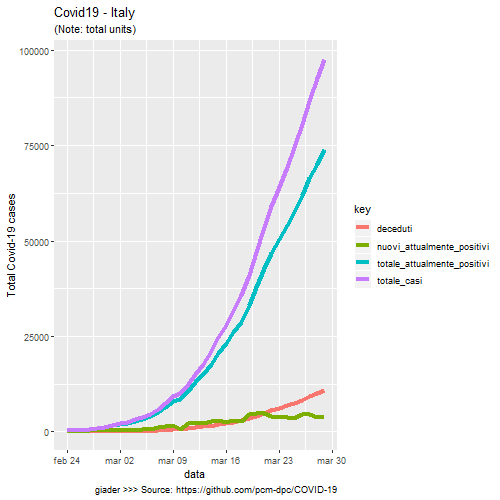 Covid19 - Italy
(Note: total units)
Total Covid-19 cases
100000
75000
50000
25000
0
feb 24
mar 02
mar 09
mar 16
mar 23
mar 30
data
key
deceduti
nuovi_attualmente_positivi
totale_attualmente_positivi
totale_casi
giader >>> Source: https://github.com/pcm-dpc/COVID-19